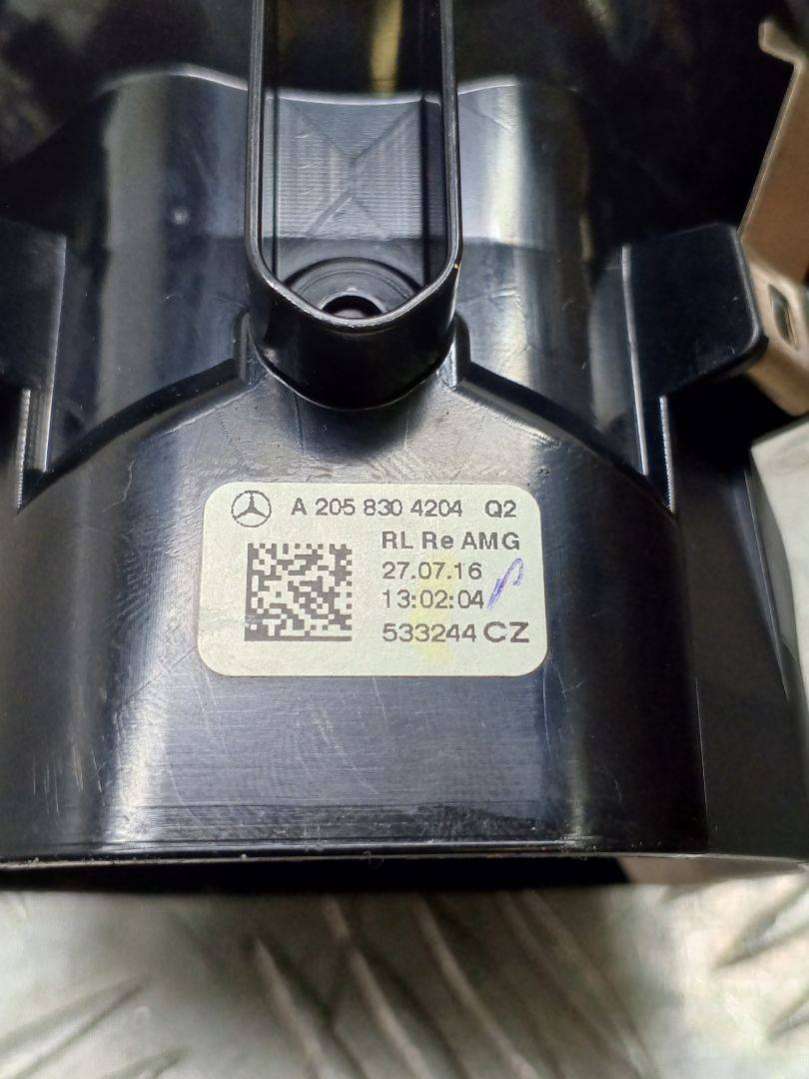 A 205 830 4204 Q2
RL Re AMG
27.07.16
13:02:04
533244 CZ